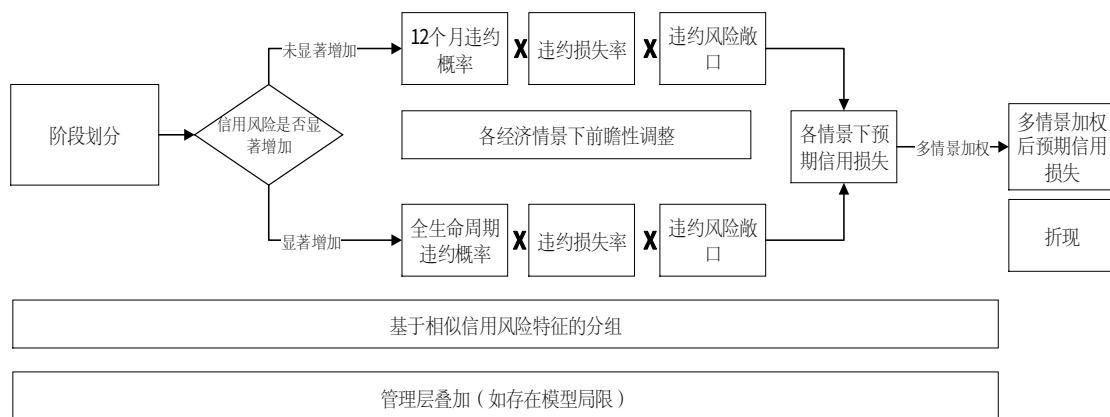 阶段划分
信用风险是否显
著增加
未显著增加
12个月违约
概率
X
违约损失率
X
违约风险敞
口
各经济情景下前瞻性调整
显著增加
全生命周期
违约概率
X
违约损失率
X
违约风险敞
口
各情景下预
期信用损失
多情景加权
多情景加权
后预期信用
损失
折现
基于相似信用风险特征的分组
管理层叠加（如存在模型局限）